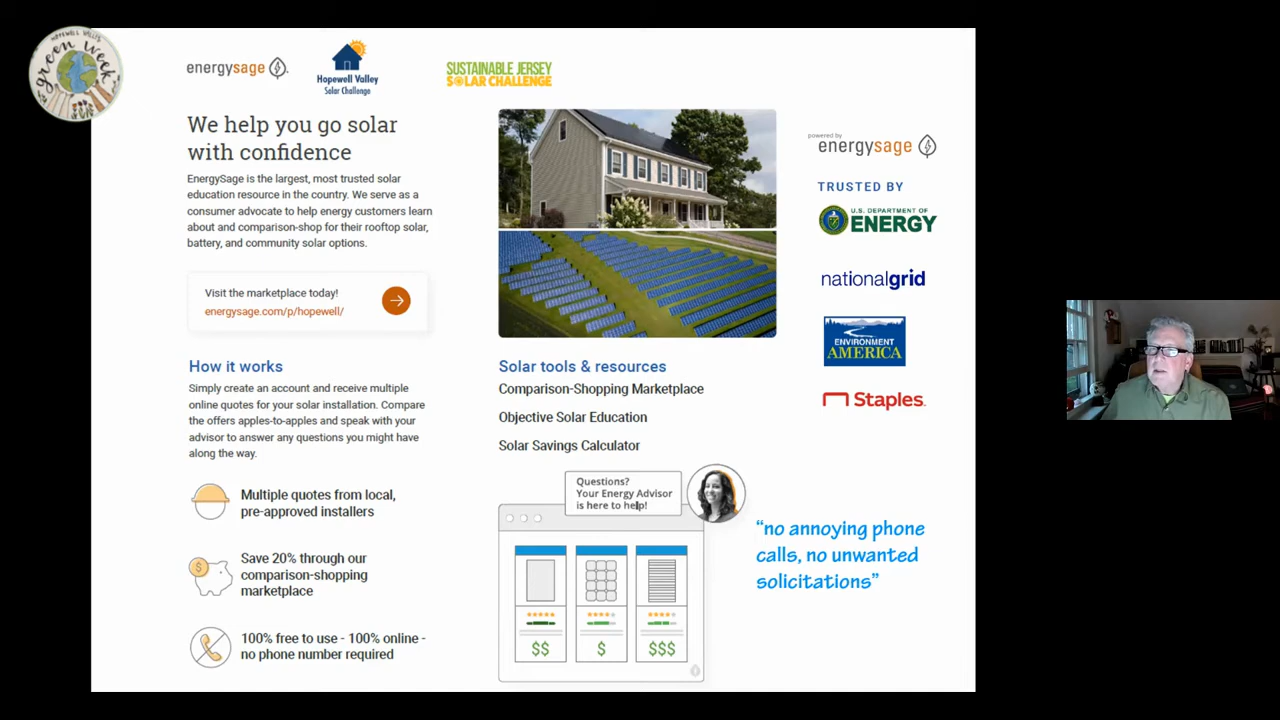 HOPEWELL VALLEY
green week
energysage
Hopewell Valley
Solar Challenge
SUSTAINABLE JERSEY
SOLAR CHALLENGE
We help you go solar
with confidence
EnergySage is the largest, most trusted solar
education resource in the country. We serve as a
consumer advocate to help energy customers learn
about and comparison-shop for their rooftop solar,
battery, and community solar options.
Visit the marketplace today!
energysage.com/p/hopewell/
How it works
Simply create an account and receive multiple
online quotes for your solar installation. Compare
the offers apples-to-apples and speak with your
advisor to answer any questions you might have
along the way.
Multiple quotes from local,
pre-approved installers
$
Save 20% through our
comparison-shopping
marketplace
100% free to use - 100% online -
no phone number required
Solar tools & resources
Comparison-Shopping Marketplace
Objective Solar Education
Solar Savings Calculator
Questions?
Your Energy Advisor
is here to help!
$$ $ $$$
powered by
energysage
TRUSTED BY
U.S. DEPARTMENT OF
ENERGY
nationalgrid
ENVIRONMENT
AMERICA
Staples.
“no annoying phone
calls, no unwanted
solicitations”